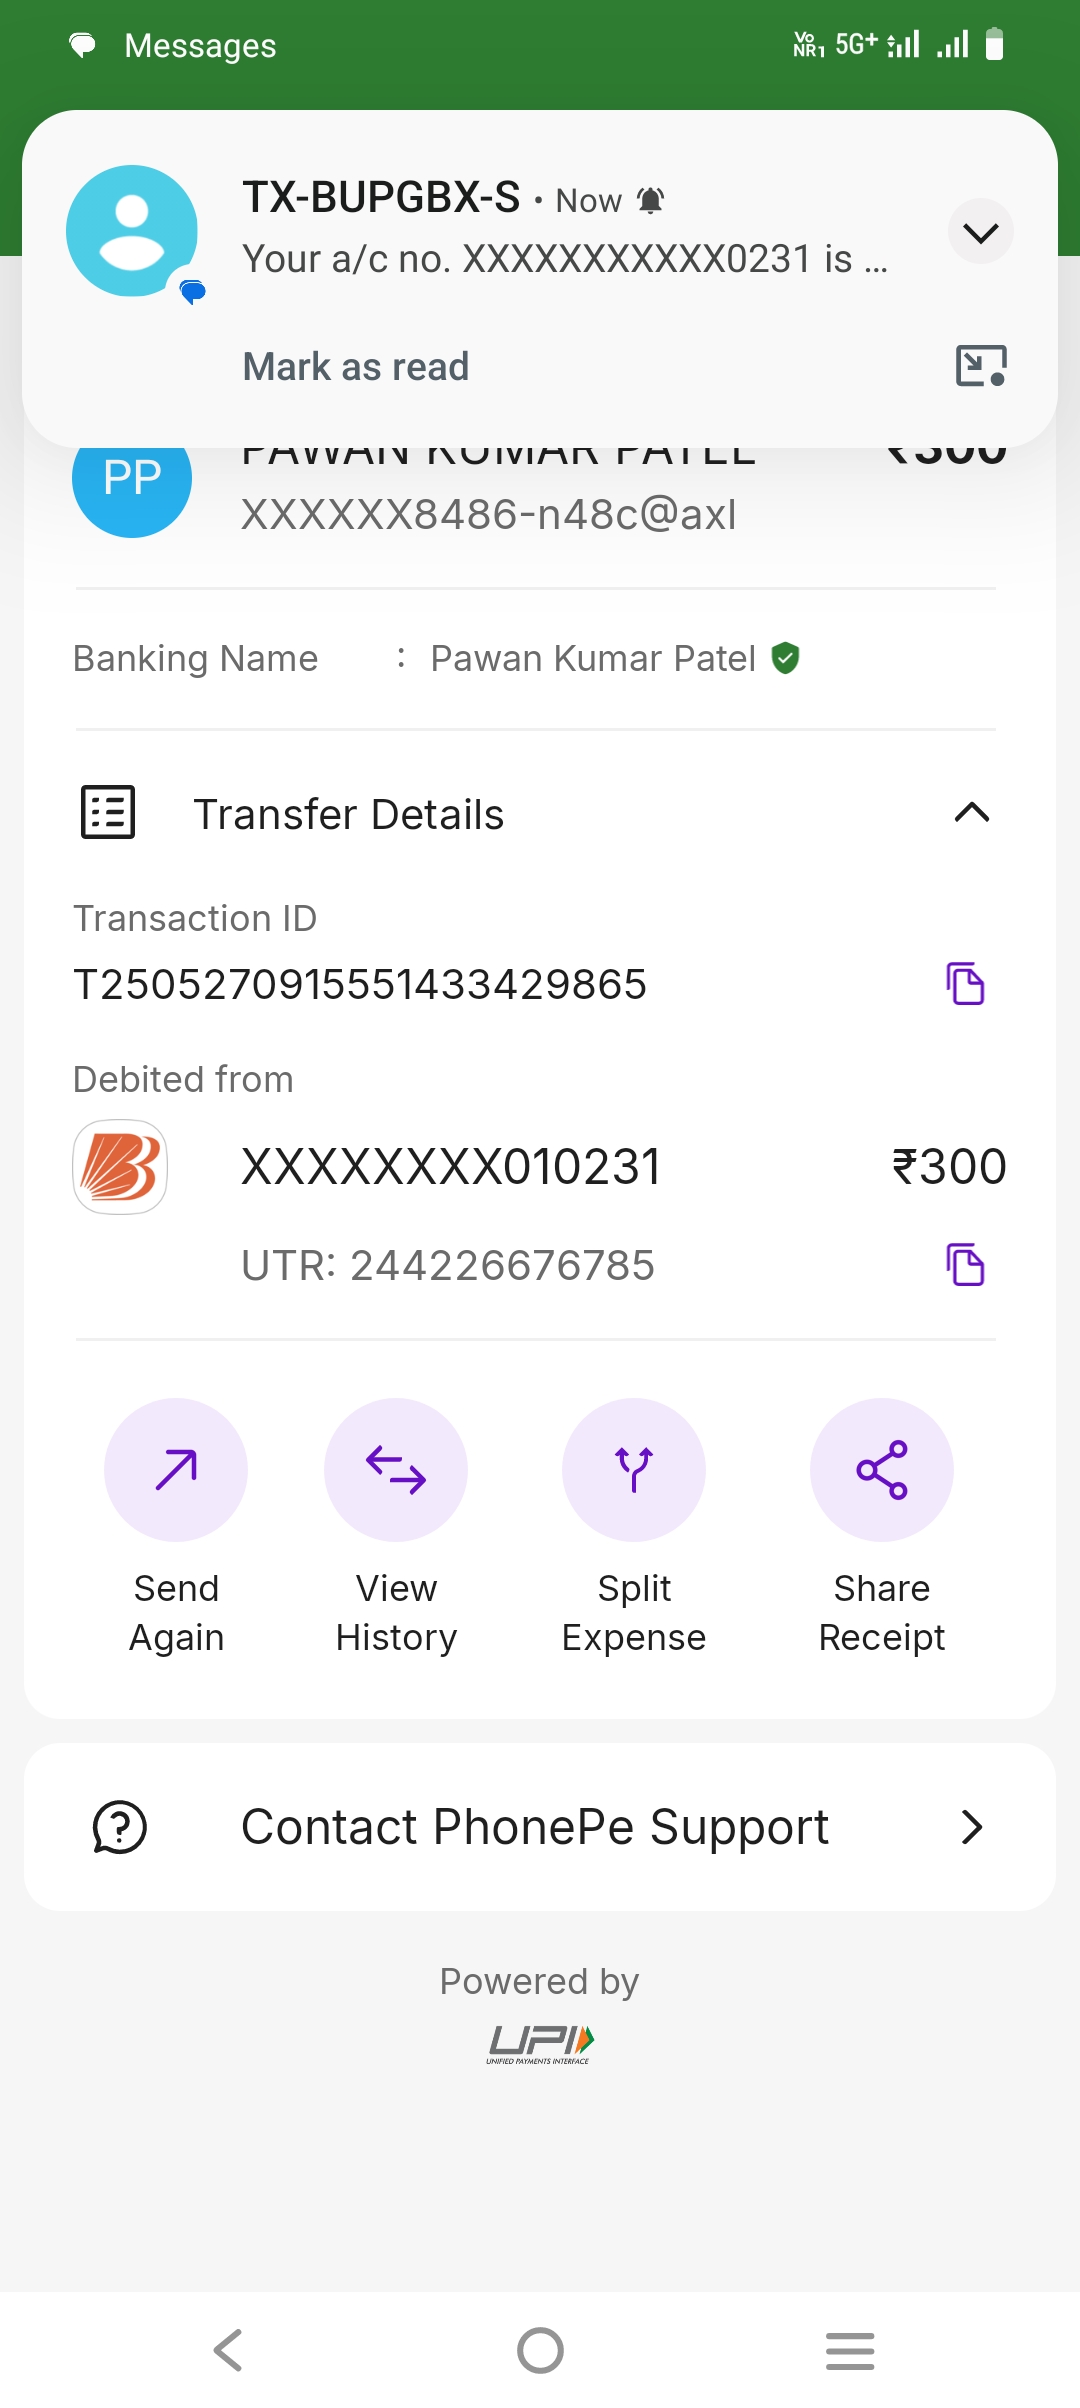 Messages
Vo NR1 5G+
TX-BUPGBX-S • Now
Your a/c no. XXXXXXXXXXX0231 is ...
Mark as read
PP PAWAN KUMAR PATEL ₹300
XXXXXX8486-n48c@axl
Banking Name : Pawan Kumar Patel
Transfer Details
Transaction ID
T2505270915551433429865
Debited from
XXXXXXXX010231 ₹300
UTR: 244226676785
Send Again
View History
Split Expense
Share Receipt
Contact PhonePe Support
Powered by
UPI
UNIFIED PAYMENTS INTERFACE